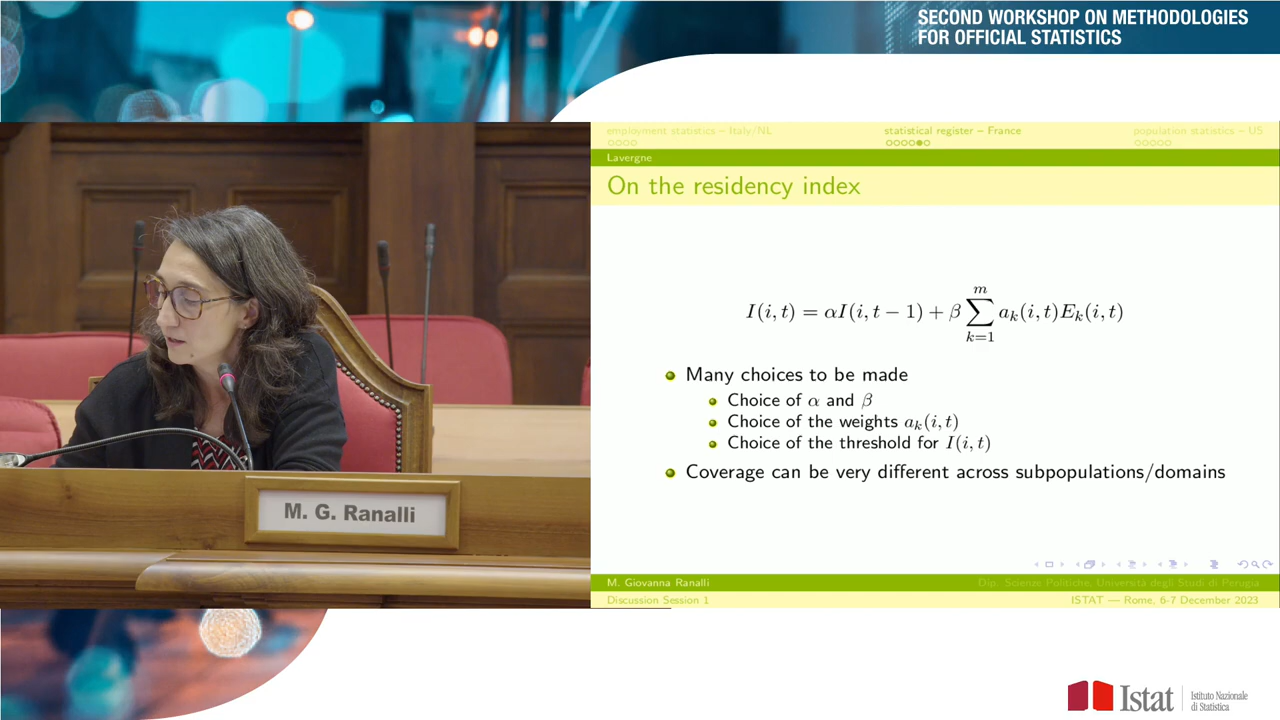 SECOND WORKSHOP ON METHODOLOGIES
FOR OFFICIAL STATISTICS
employment statistics – Italy/NL
statistical register – France
population statistics – US
Lavergne
On the residency index
I(i, t) = αI(i, t − 1) + β ∑_{k=1}^{m} a_k(i, t)E_k(i, t)
Many choices to be made
Choice of α and β
Choice of the weights a_k(i, t)
Choice of the threshold for I(i, t)
Coverage can be very different across subpopulations/domains
M. Giovanna Ranalli
Dip. Scienze Politiche, Università degli Studi di Perugia
Discussion Session 1
ISTAT — Rome, 6-7 December 2023
M. G. Ranalli
Istat
Istituto Nazionale
di Statistica